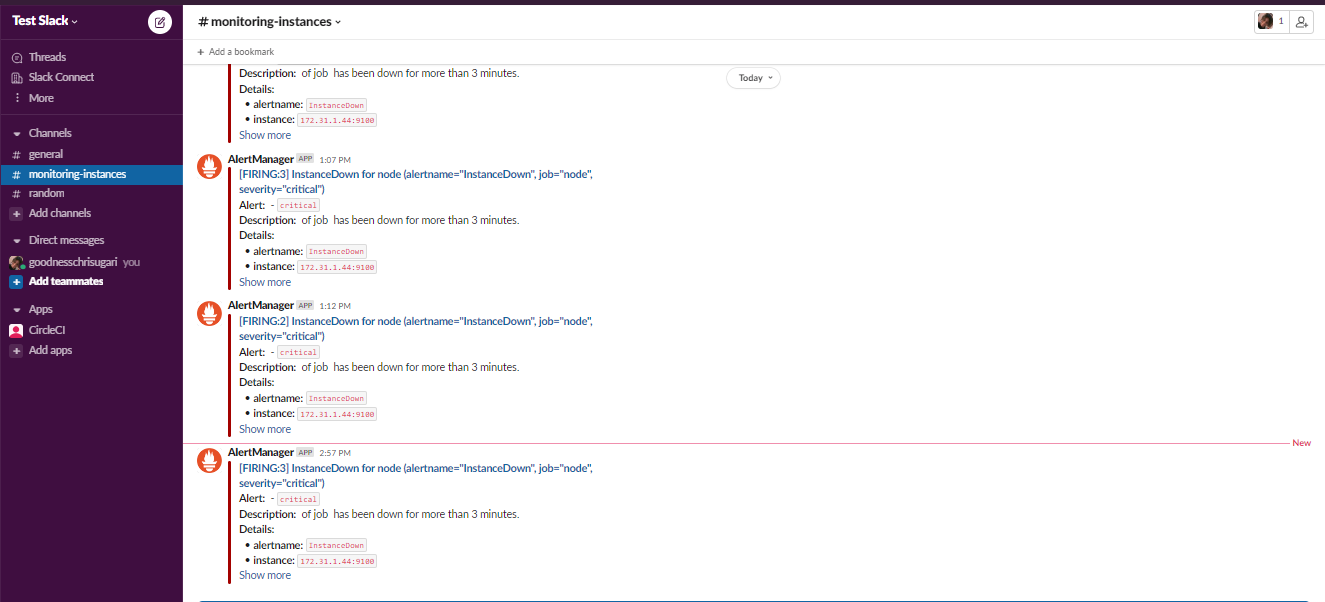 Test Slack
Threads
Slack Connect
More
Channels
# general
# monitoring-instances
# random
+ Add channels
Direct messages
goodnesschrisugari you
+ Add teammates
Apps
CircleCI
+ Add apps
# monitoring-instances
1
+ Add a bookmark
Today
Description: of job has been down for more than 3 minutes.
Details:
• alertname: InstanceDown
• instance: 172.31.1.44:9100
Show more
AlertManager APP 1:07 PM
[FIRING:3] InstanceDown for node (alertname="InstanceDown", job="node",
severity="critical")
Alert: - critical
Description: of job has been down for more than 3 minutes.
Details:
• alertname: InstanceDown
• instance: 172.31.1.44:9100
Show more
AlertManager APP 1:12 PM
[FIRING:2] InstanceDown for node (alertname="InstanceDown", job="node",
severity="critical")
Alert: - critical
Description: of job has been down for more than 3 minutes.
Details:
• alertname: InstanceDown
• instance: 172.31.1.44:9100
Show more
New
AlertManager APP 2:57 PM
[FIRING:3] InstanceDown for node (alertname="InstanceDown", job="node",
severity="critical")
Alert: - critical
Description: of job has been down for more than 3 minutes.
Details:
• alertname: InstanceDown
• instance: 172.31.1.44:9100
Show more